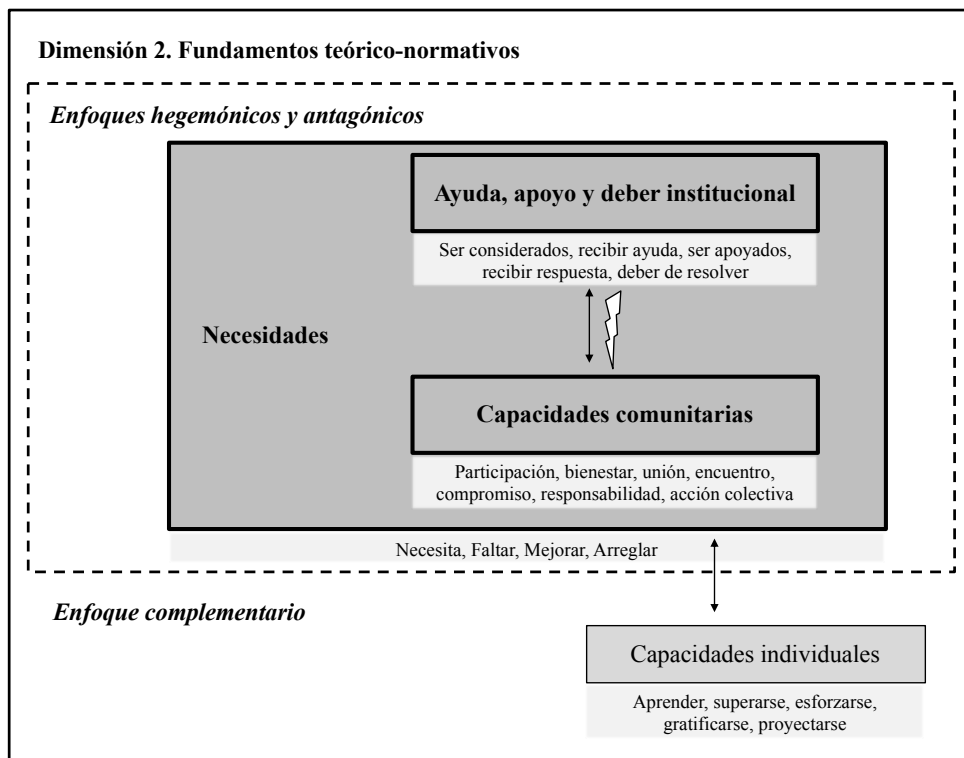 Dimensión 2. Fundamentos teórico-normativos
Enfoques hegemónicos y antagónicos
Ayuda, apoyo y deber institucional
Ser considerados, recibir ayuda, ser apoyados,
recibir respuesta, deber de resolver
Necesidades
Capacidades comunitarias
Participación, bienestar, unión, encuentro,
compromiso, responsabilidad, acción colectiva
Necesita, Faltar, Mejorar, Arreglar
Enfoque complementario
Capacidades individuales
Aprender, superarse, esforzarse,
gratificarse, proyectarse